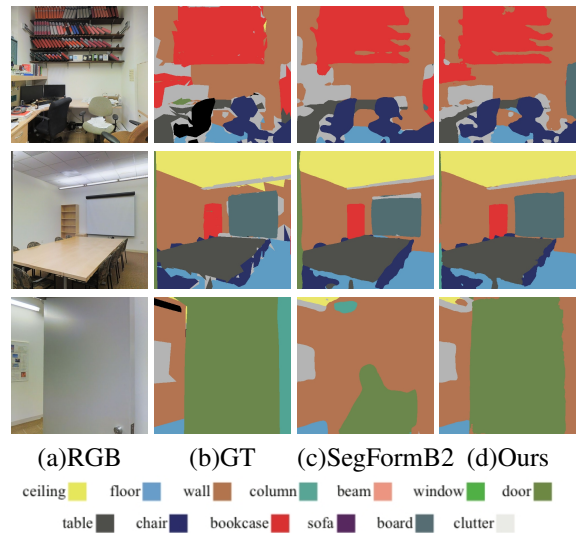 (a)RGB (b)GT (c)SegFormB2 (d)Ours
ceiling floor wall column beam window door
table chair bookcase sofa board clutter